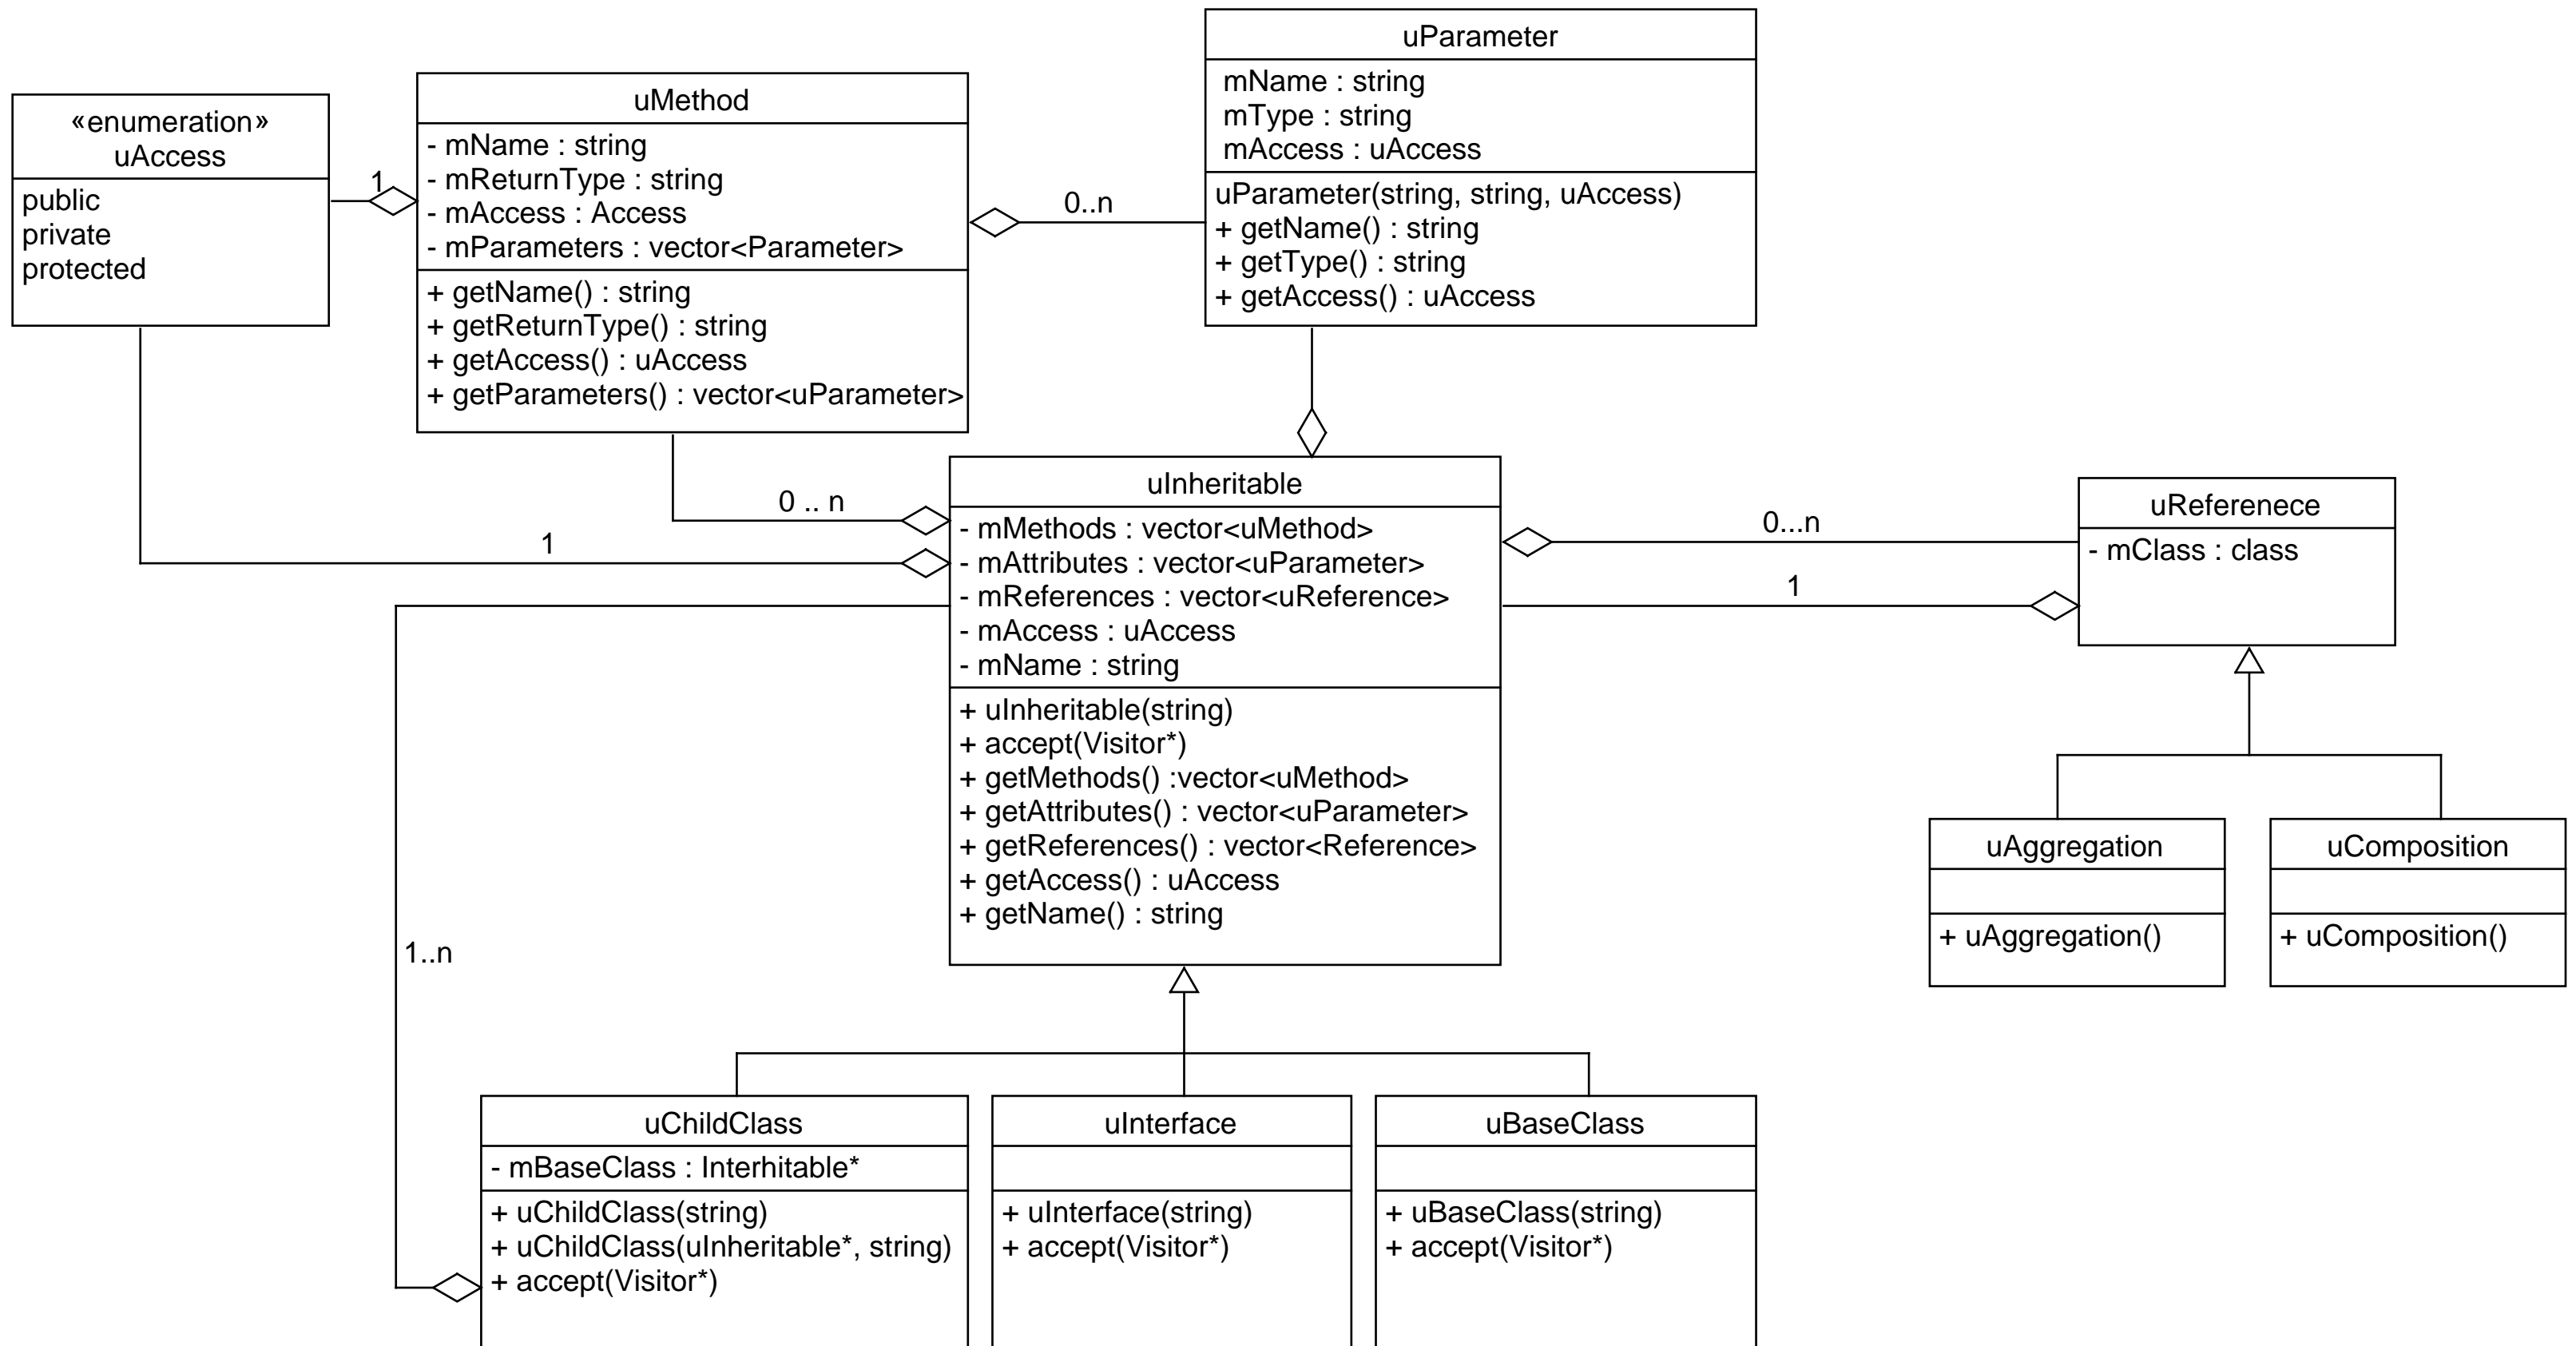 «enumeration»
uAccess
public
private
protected
1
uMethod
- mName : string
- mReturnType : string
- mAccess : Access
- mParameters : vector<Parameter>
+ getName() : string
+ getReturnType() : string
+ getAccess() : uAccess
+ getParameters() : vector<uParameter>
0..n
uParameter
mName : string
mType : string
mAccess : uAccess
uParameter(string, string, uAccess)
+ getName() : string
+ getType() : string
+ getAccess() : uAccess
0 .. n
1
uInheritable
- mMethods : vector<uMethod>
- mAttributes : vector<uParameter>
- mReferences : vector<uReference>
- mAccess : uAccess
- mName : string
+ uInheritable(string)
+ accept(Visitor*)
+ getMethods() :vector<uMethod>
+ getAttributes() : vector<uParameter>
+ getReferences() : vector<Reference>
+ getAccess() : uAccess
+ getName() : string
0...n
1
uReferenece
- mClass : class
uAggregation
+ uAggregation()
uComposition
+ uComposition()
1..n
uChildClass
- mBaseClass : Interhitable*
+ uChildClass(string)
+ uChildClass(uInheritable*, string)
+ accept(Visitor*)
uInterface
+ uInterface(string)
+ accept(Visitor*)
uBaseClass
+ uBaseClass(string)
+ accept(Visitor*)